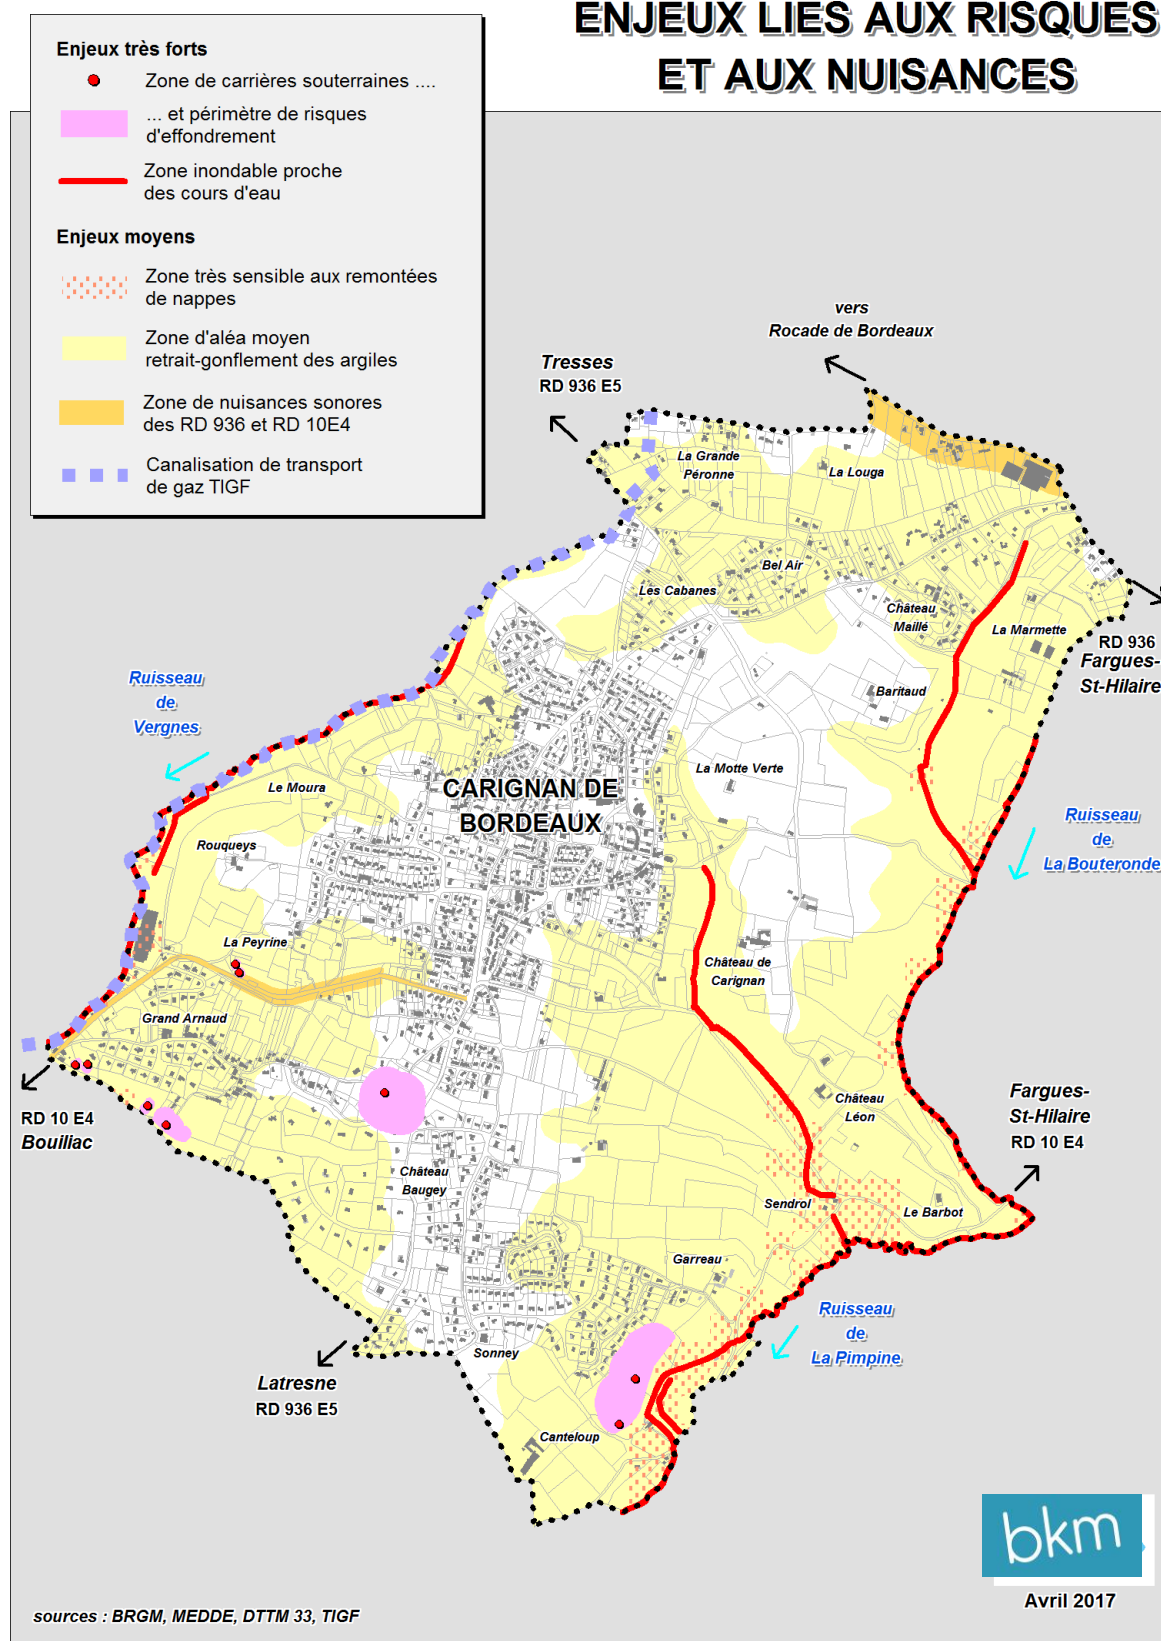 ENJEUX LIES AUX RISQUES
ET AUX NUISANCES
Enjeux très forts
Zone de carrières souterraines ....
... et périmètre de risques
d'effondrement
Zone inondable proche
des cours d'eau
Enjeux moyens
Zone très sensible aux remontées
de nappes
Zone d'aléa moyen
retrait-gonflement des argiles
Zone de nuisances sonores
des RD 936 et RD 10E4
Canalisation de transport
de gaz TIGF
vers
Rocade de Bordeaux
Tresses
RD 936 E5
La Grande
Péronne
La Louga
Bel Air
Les Cabanes
Château
Maillé
La Marmette
RD 936
Fargues-
St-Hilaire
Baritaud
Ruisseau
de
Vergnes
La Motte Verte
Le Moura
CARIGNAN DE
BORDEAUX
Ruisseau
de
La Bouteronde
Rouqueys
La Peyrine
Château de
Carignan
Grand Arnaud
RD 10 E4
Bouiliac
Château
Léon
Fargues-
St-Hilaire
RD 10 E4
Château
Baugey
Sendrol
Le Barbot
Garreau
Ruisseau
de
La Pimpine
Sonney
Latresne
RD 936 E5
Canteloup
bkm
Avril 2017
sources : BRGM, MEDDE, DTTM 33, TIGF